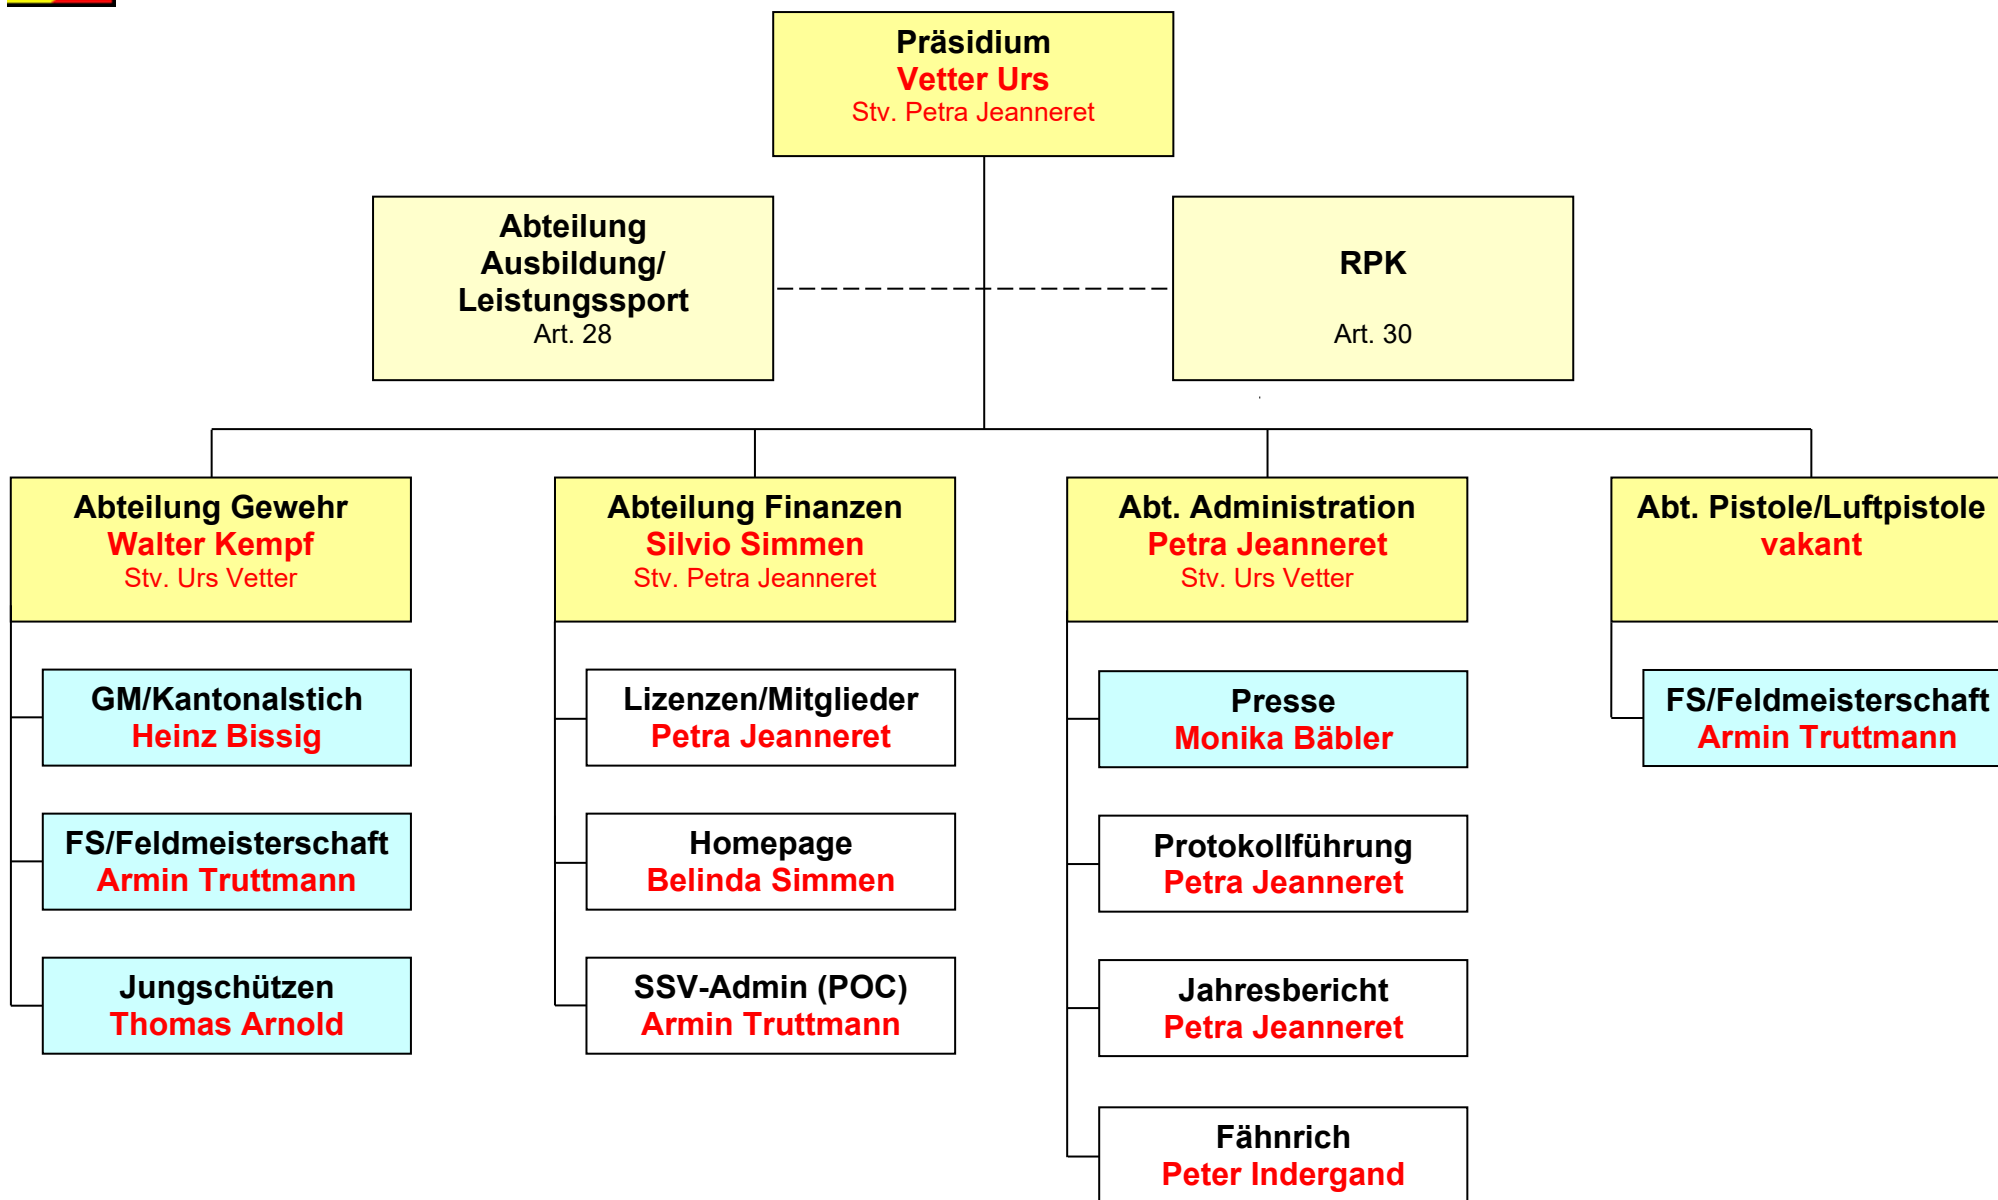 Präsidium
Vetter Urs
Stv. Petra Jeanneret
Abteilung
Ausbildung/
Leistungssport
Art. 28
RPK
Art. 30
Abteilung Gewehr
Walter Kempf
Stv. Urs Vetter
Abteilung Finanzen
Silvio Simmen
Stv. Petra Jeanneret
Abt. Administration
Petra Jeanneret
Stv. Urs Vetter
Abt. Pistole/Luftpistole
vakant
GM/Kantonalstich
Heinz Bissig
FS/Feldmeisterschaft
Armin Truttmann
Jungschützen
Thomas Arnold
Lizenzen/Mitglieder
Petra Jeanneret
Homepage
Belinda Simmen
SSV-Admin (POC)
Armin Truttmann
Presse
Monika Bäbler
Protokollführung
Petra Jeanneret
Jahresbericht
Petra Jeanneret
Fähnrich
Peter Indergand
FS/Feldmeisterschaft
Armin Truttmann